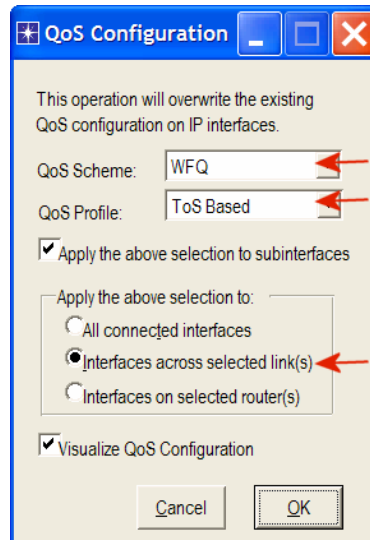 QoS Configuration
This operation will overwrite the existing
QoS configuration on IP interfaces.
QoS Scheme: WFQ
QoS Profile: ToS Based
Apply the above selection to subinterfaces
Apply the above selection to:
All connected interfaces
Interfaces across selected link(s)
Interfaces on selected router(s)
Visualize QoS Configuration
Cancel OK